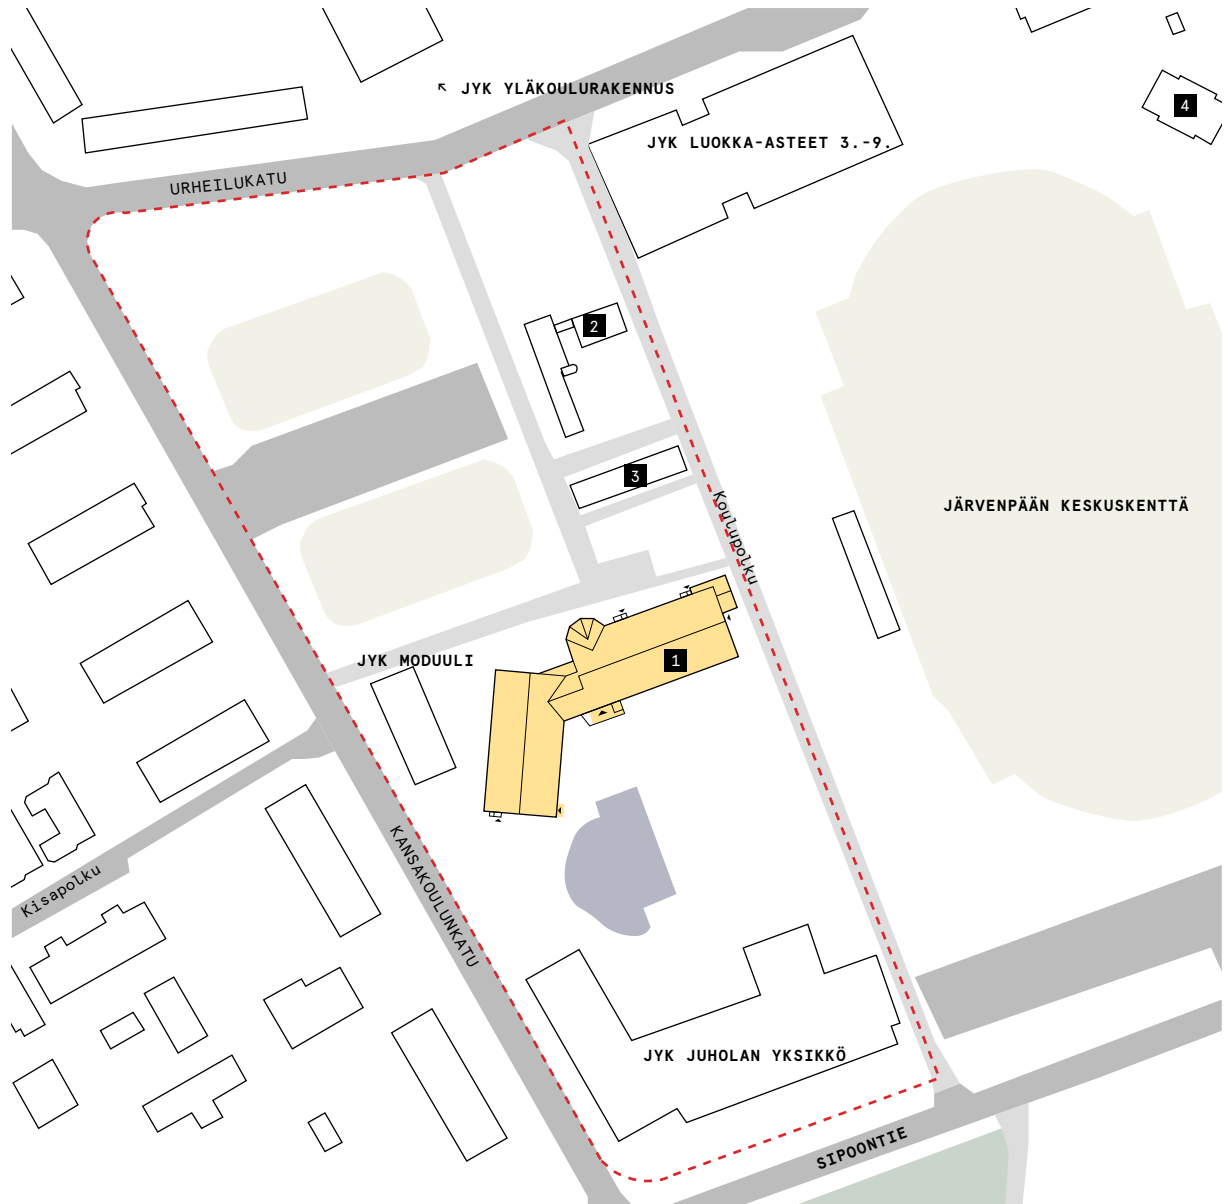 JYK YLÄKOULURAKENNUS
4
JYK LUOKKA-ASTEET 3.-9.
URHEILUKATU
2
3
Koulupolku
JÄRVENPÄÄN KESKUSKENTTÄ
JYK MODUULI
1
KANSAKOULUNKATU
Kisapolku
JYK JUHOLAN YKSIKKÖ
SIPOONTIE